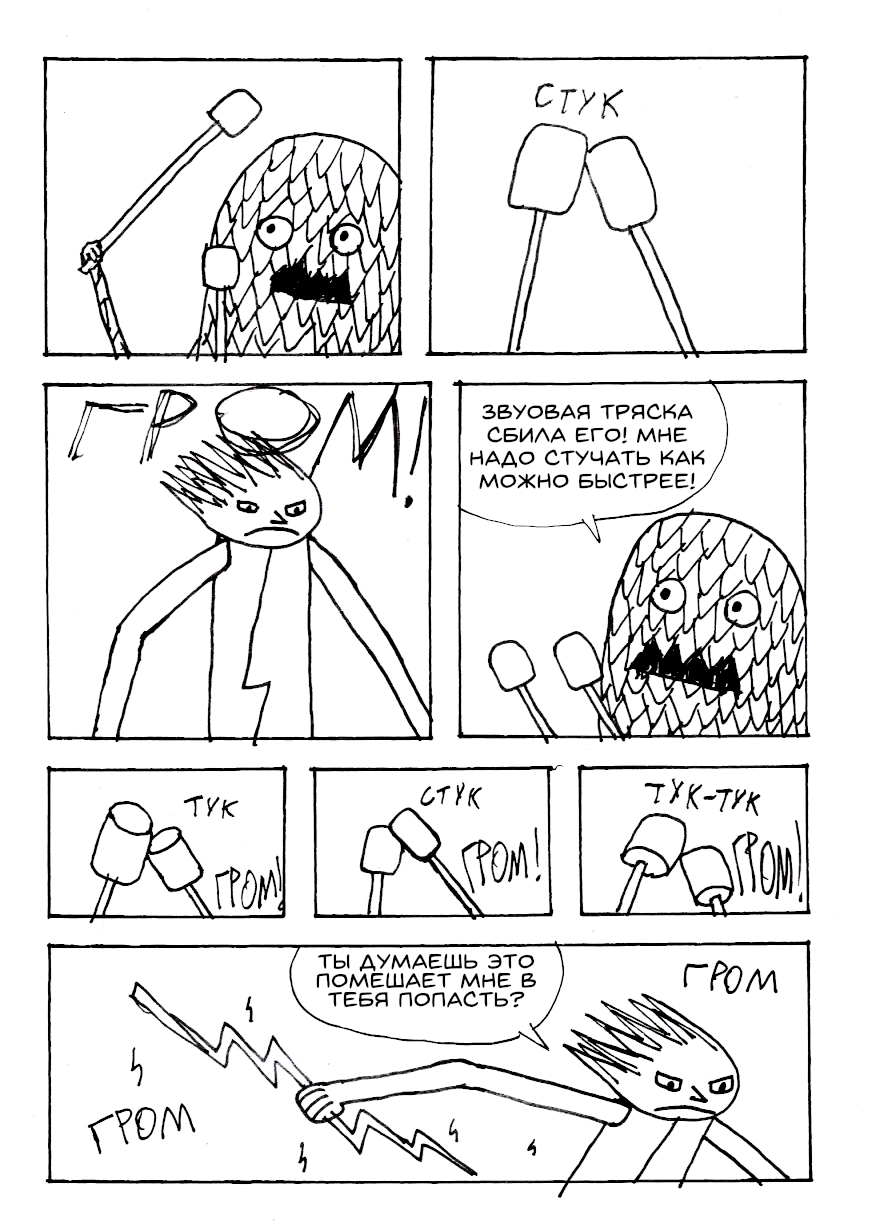 СТУК
ГРОМ!
ЗВУОВАЯ ТРЯСКА
СБИЛА ЕГО! МНЕ
НАДО СТУЧАТЬ КАК
МОЖНО БЫСТРЕЕ!
ТУК
ГРОМ!
СТУК
ГРОМ!
ТУК-ТУК
ГРОМ!
ТЫ ДУМАЕШЬ ЭТО
ПОМЕШАЕТ МНЕ В
ТЕБЯ ПОПАСТЬ?
ГРОМ
ГРОМ